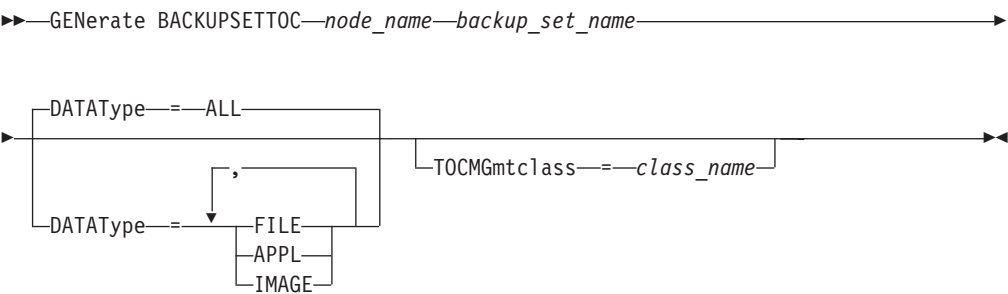 GENerate BACKUPSETTOC node_name backup_set_name
DATAType = ALL
TOCMGmtclass = class_name
,
DATAType = FILE
APPL
IMAGE